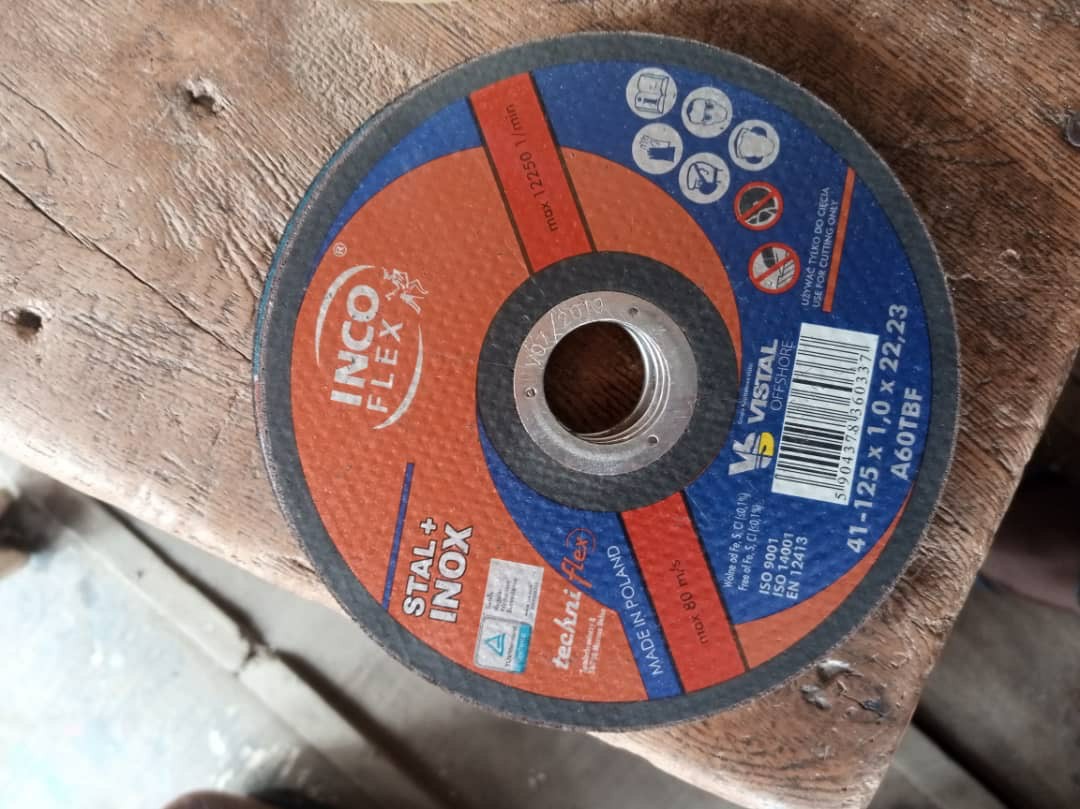 INCO
FLEX
®
STAL+
INOX
max 12250 1/min
V07/2019
UŻYWAĆ TYLKO DO CIĘCIA
USE FOR CUTTING ONLY
VISTAL
OFFSHORE
5 904378 360337
41-125 x 1,0 x 22,23
A60TBF
Wolne od Fe, S, Cl (≤0,1%)
Free of Fe, S, Cl (≤0,1%)
ISO 9001
ISO 14001
EN 12413
max 80 m/s
MADE IN POLAND
techniflex